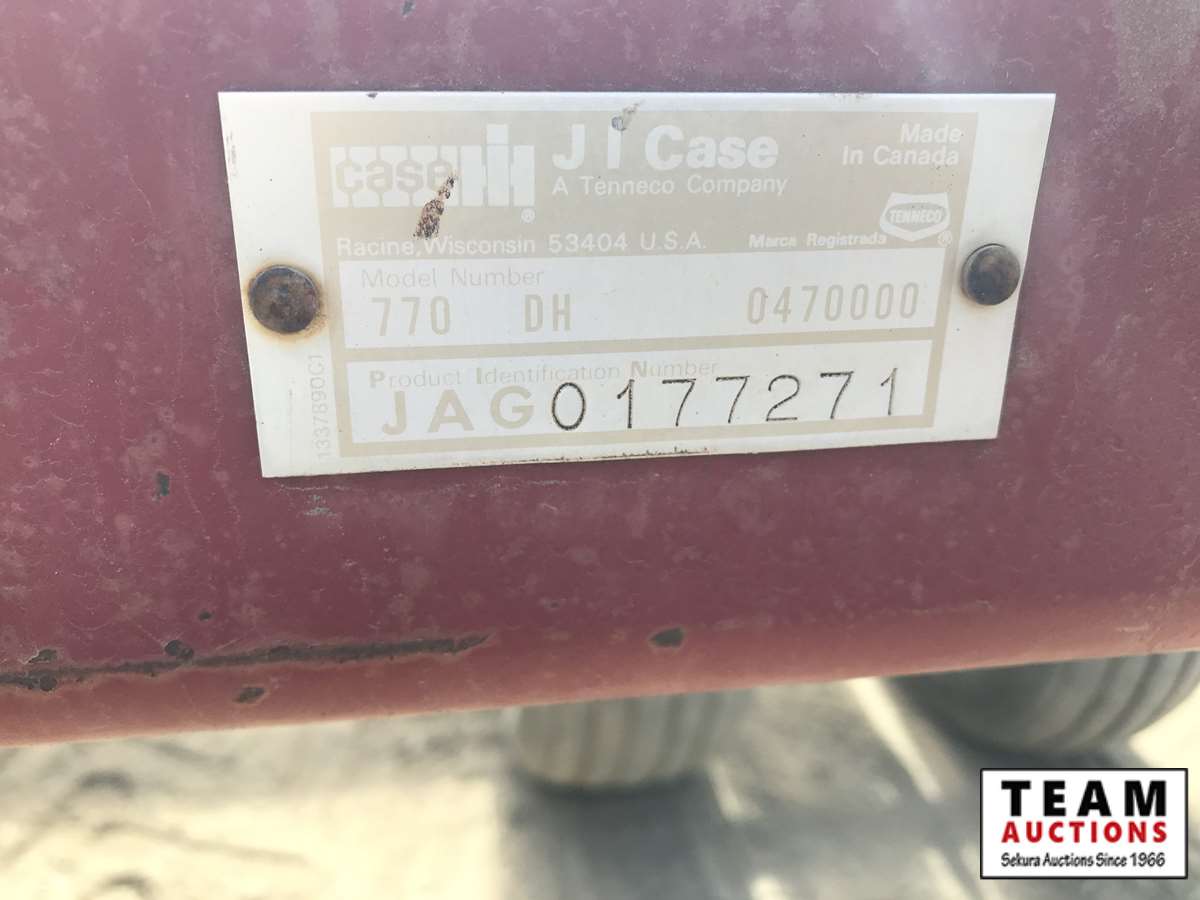 case IH ®
J I Case
A Tenneco Company
Made
In Canada
TENNECO ®
Racine, Wisconsin 53404 U.S.A. Marca Registrada
Model Number
770 DH 0470000
Product Identification Number
JAG0177271
1337890C1
TEAM
AUCTIONS
Sekura Auctions Since 1966